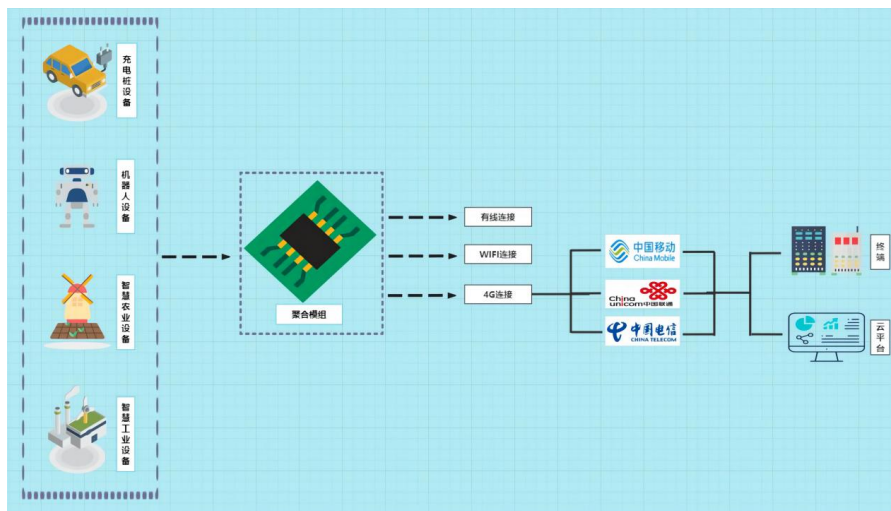 充电桩设备
机器人设备
智慧农业设备
智慧工业设备
聚合模组
有线连接
WIFI连接
4G连接
中国移动
China Mobile
China
unicom中国联通
中国电信
CHINA TELECOM
终端
云平台